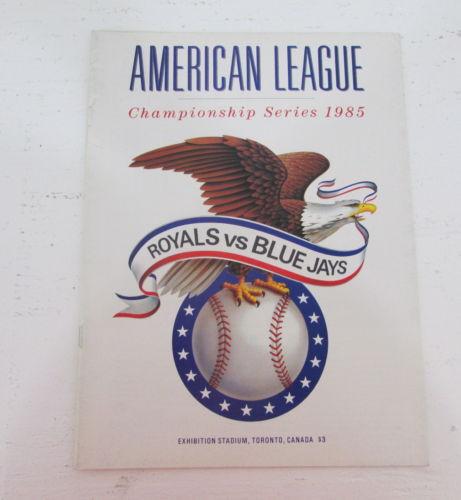 AMERICAN LEAGUE
Championship Series 1985
ROYALS vs BLUE JAYS
EXHIBITION STADIUM, TORONTO, CANADA $3